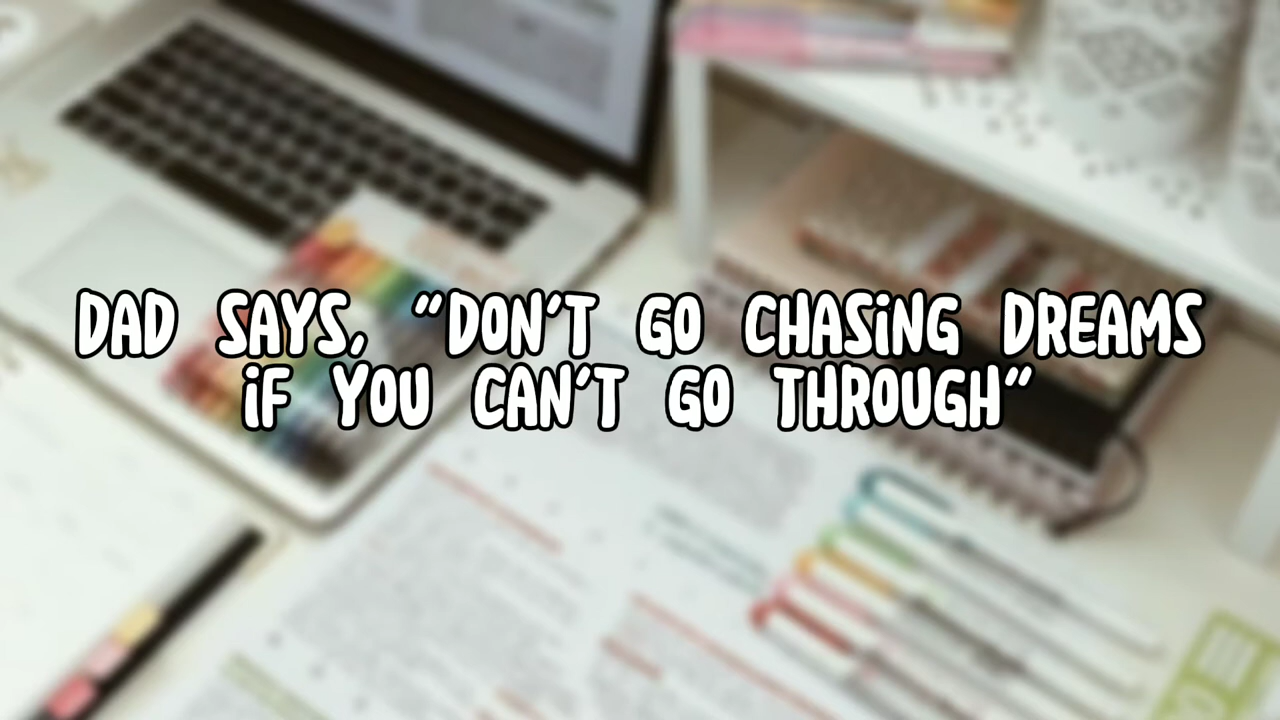 DAD SAYS, “DON’T GO CHASiNG DREAMS
iF YOU CAN’T GO THROUGH”